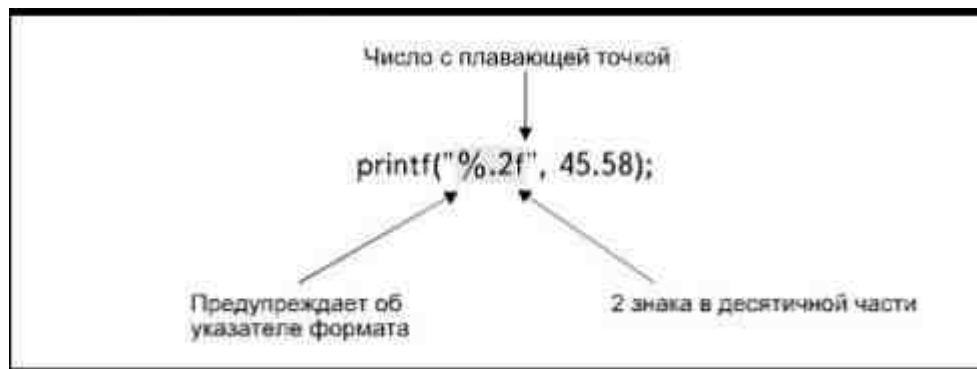 Число с плавающей точкой
printf("%.2f", 45.58);
Предупреждает об
указателе формата
2 знака в десятичной части